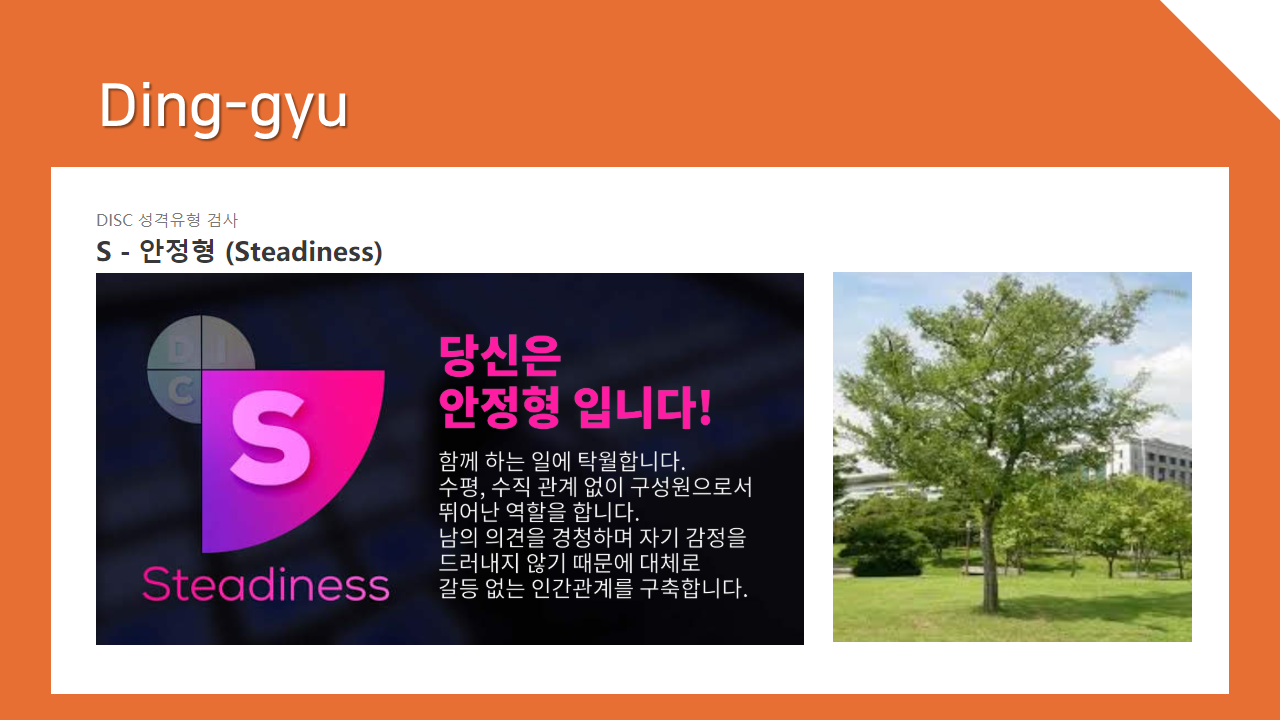 Ding-gyu
DISC 성격유형 검사
S - 안정형 (Steadiness)
D I
C
S
Steadiness
당신은
안정형 입니다!
함께 하는 일에 탁월합니다.
수평, 수직 관계 없이 구성원으로서
뛰어난 역할을 합니다.
남의 의견을 경청하며 자기 감정을
드러내지 않기 때문에 대체로
갈등 없는 인간관계를 구축합니다.